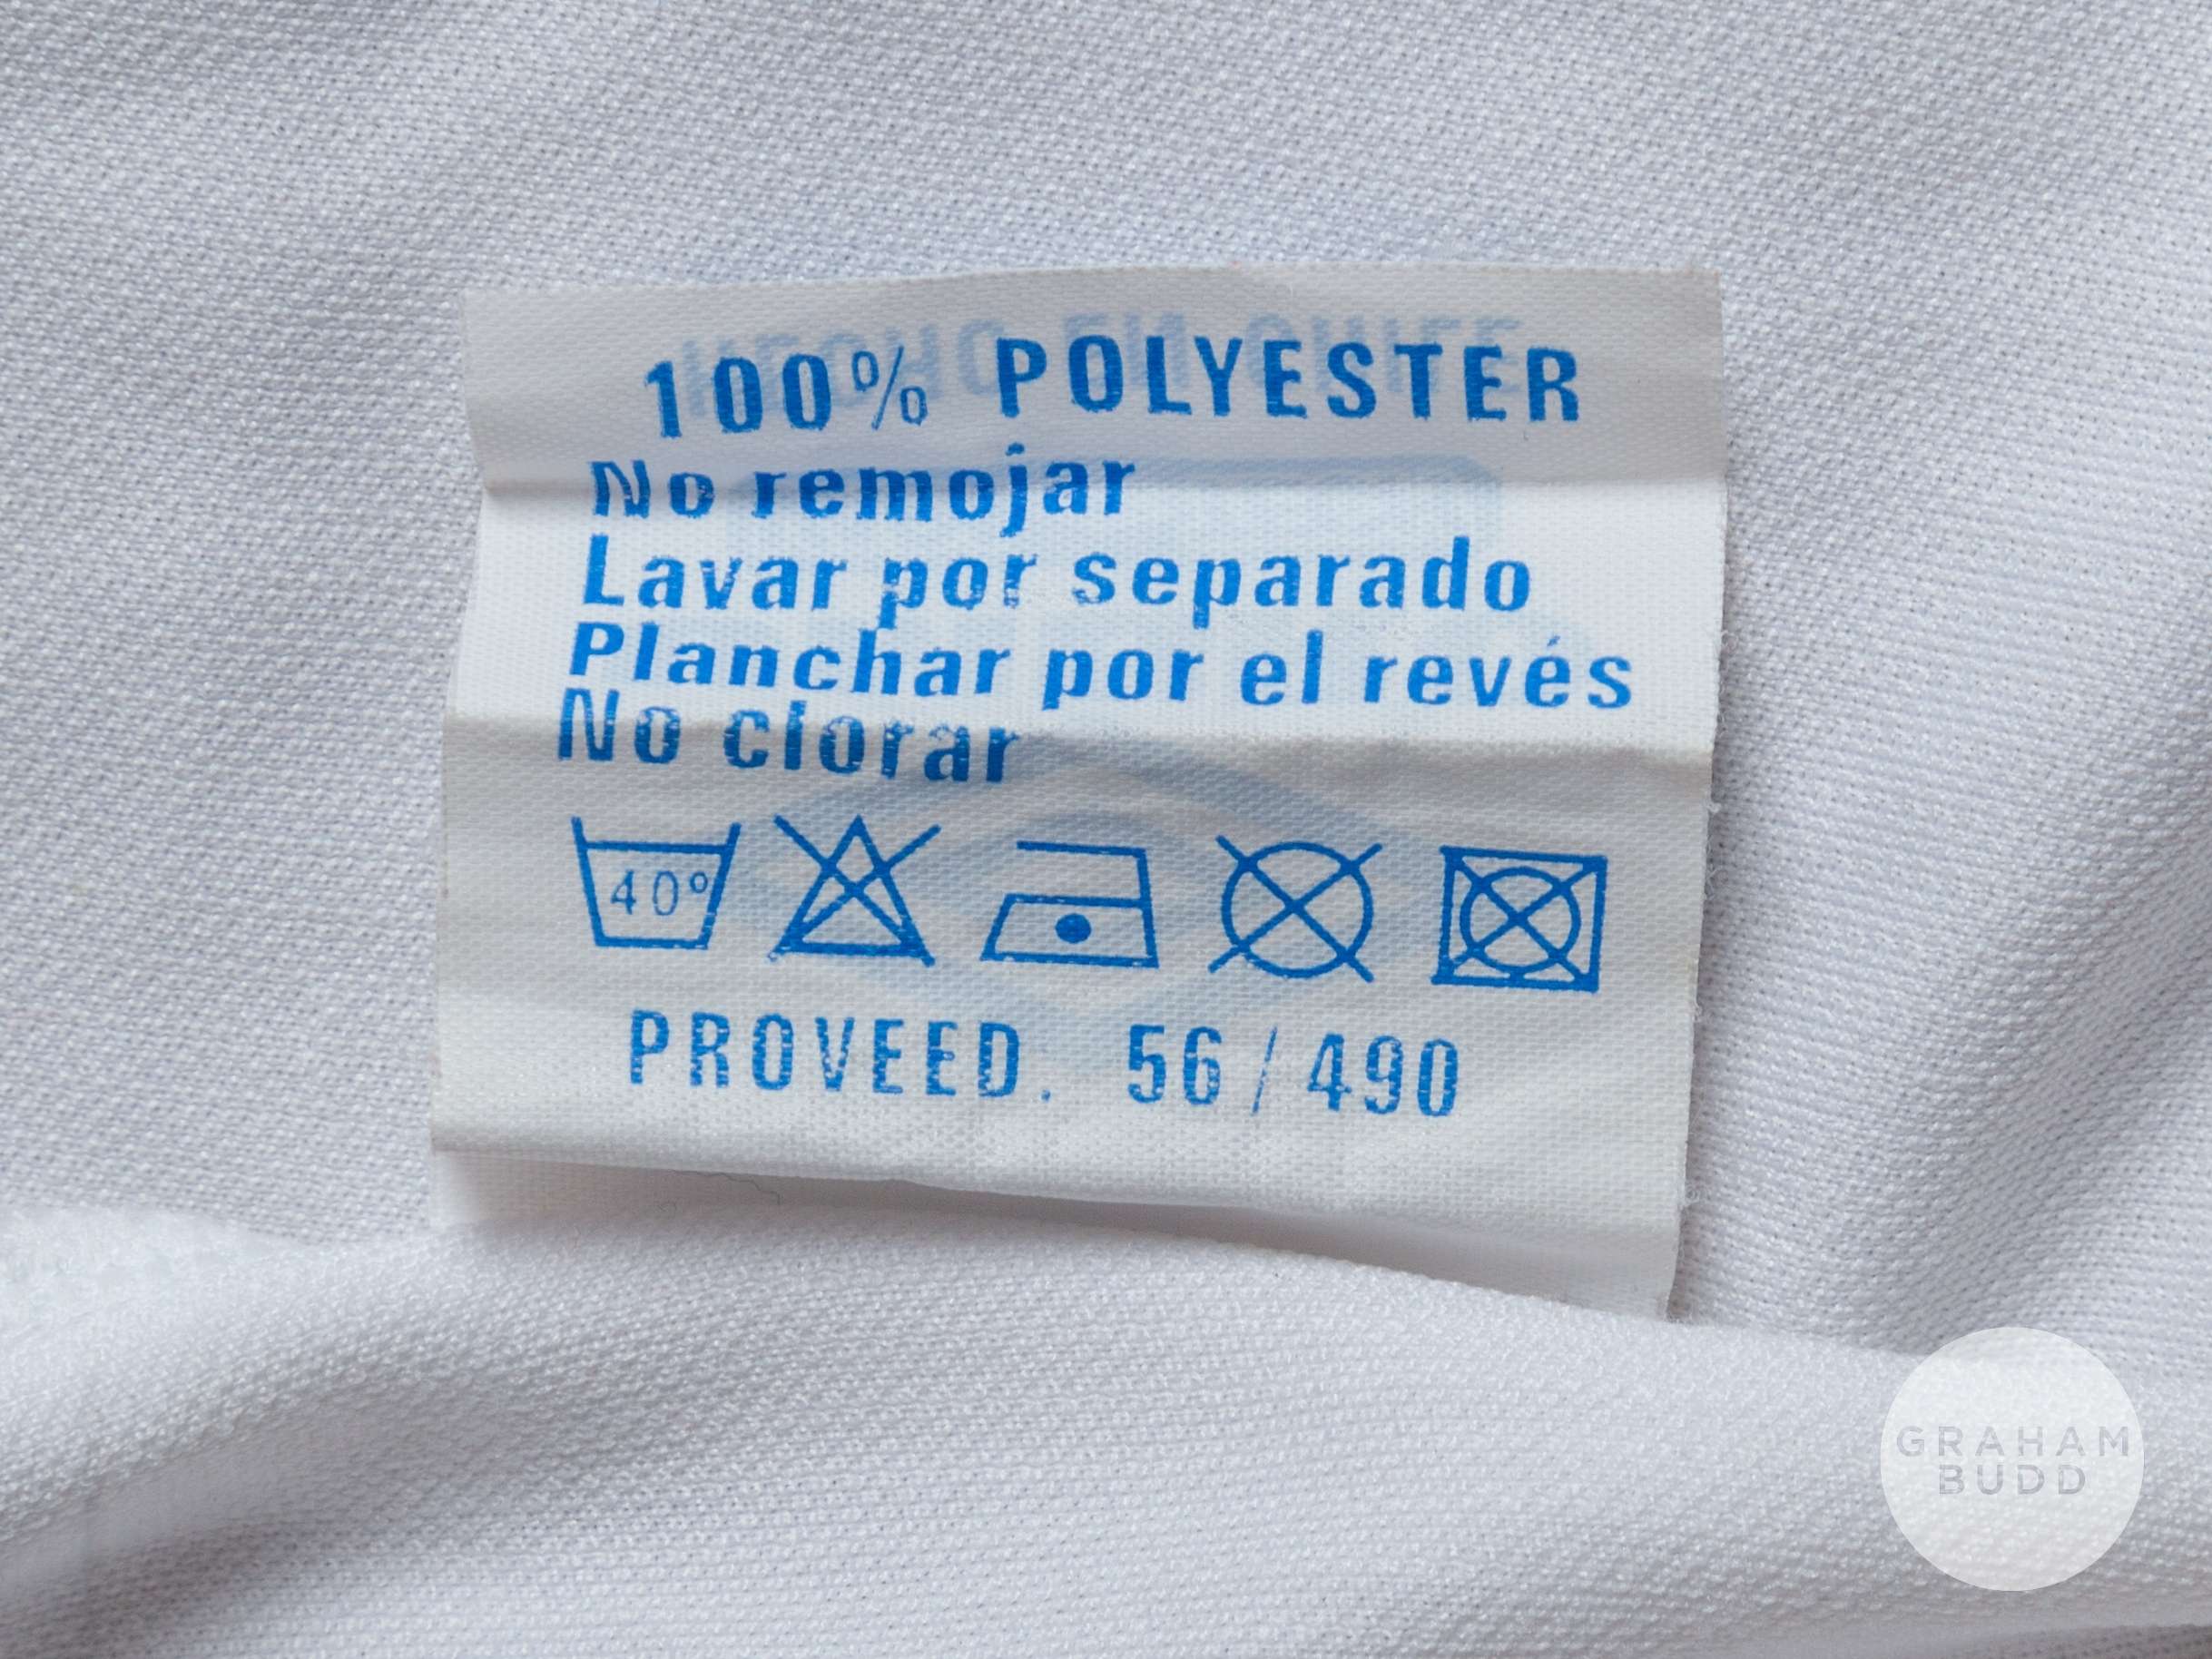 100% POLYESTER
No remojar
Lavar por separado
Planchar por el revés
No clorar
40°
PROVEED. 56/490
GRAHAM
BUDD